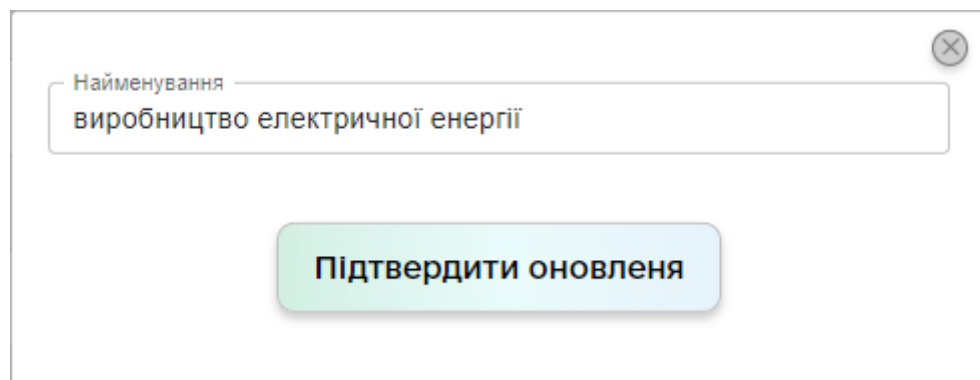 Найменування
виробництво електричної енергії
Підтвердити оновленя